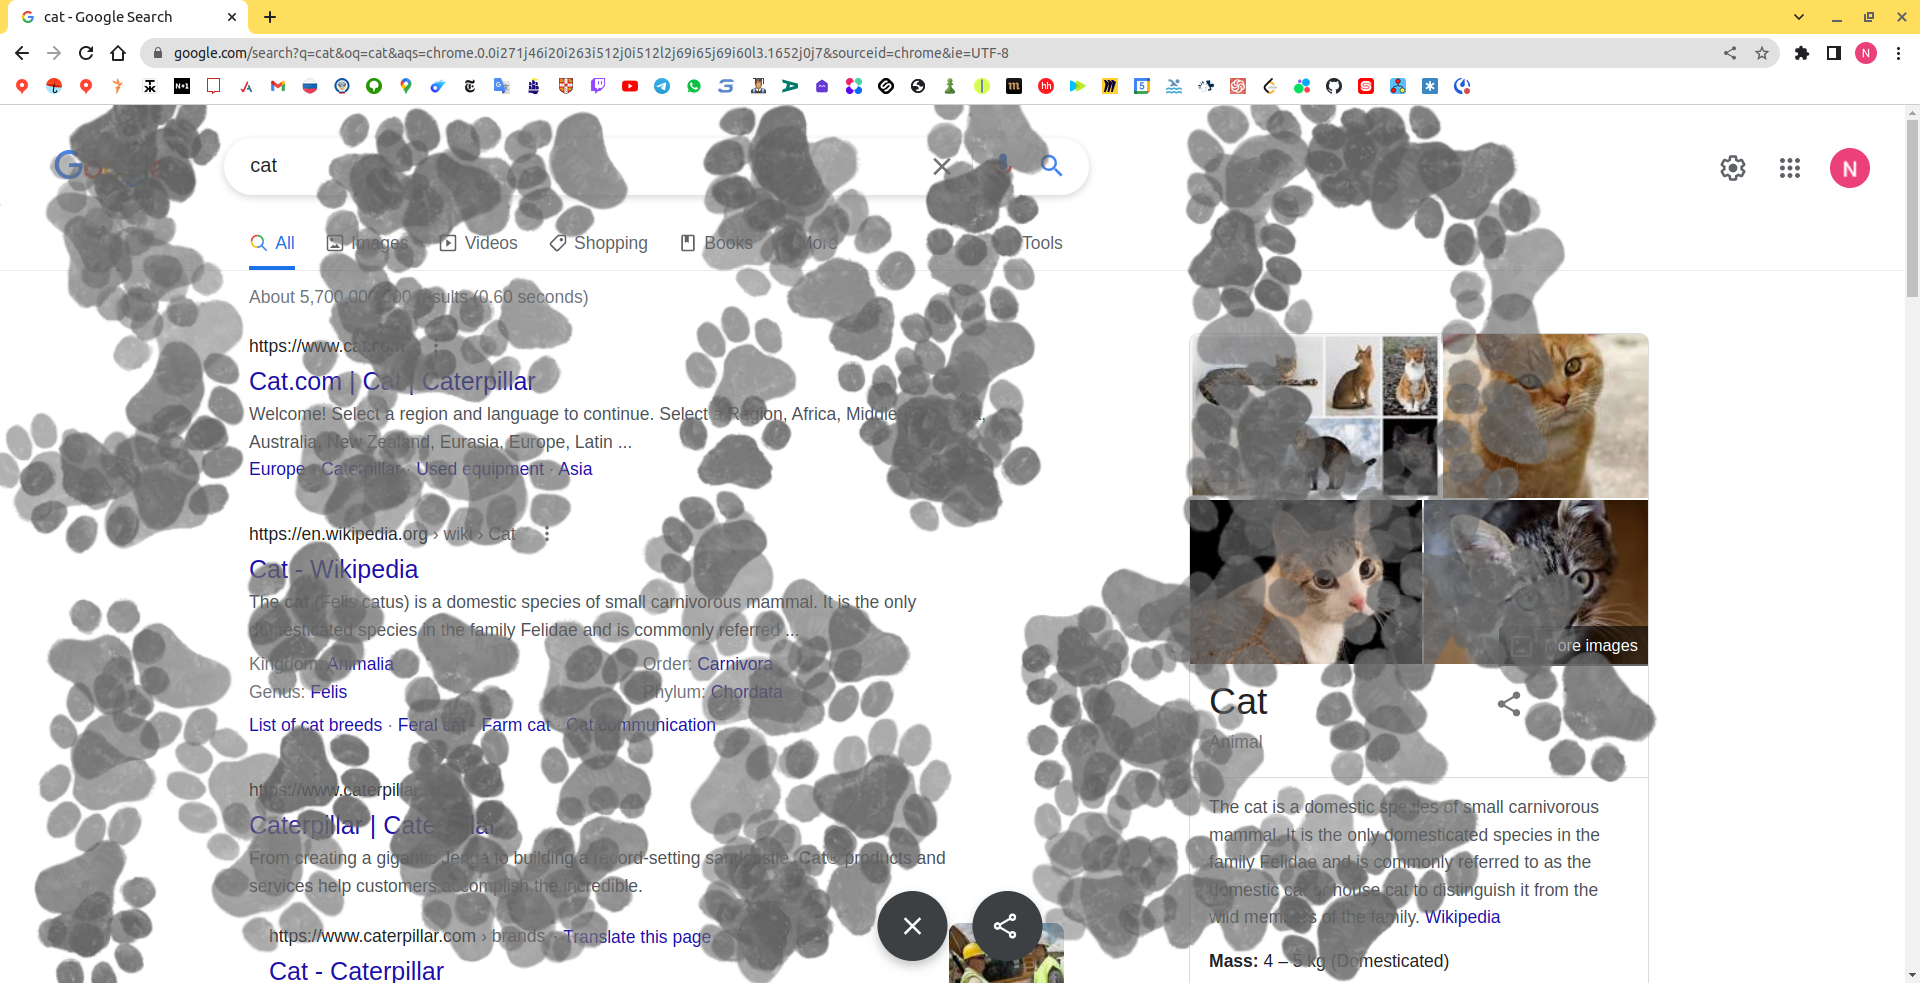 cat - Google Search
google.com/search?q=cat&oq=cat&aqs=chrome.0.0i271j46i20i263i512j0i512l2j69i65j69i60l3.1652j0j7&sourceid=chrome&ie=UTF-8
N
Google
cat
N
All Images Videos Shopping Books More Tools
About 5,700,000,000 results (0.60 seconds)
https://www.cat.com
Cat.com | Cat | Caterpillar
Welcome! Select a region and language to continue. Select a Region, Africa, Middle
Australia, New Zealand, Eurasia, Europe, Latin ...
Europe · Caterpillar · Used equipment · Asia
https://en.wikipedia.org › wiki › Cat
Cat - Wikipedia
The cat (Felis catus) is a domestic species of small carnivorous mammal. It is the only
domesticated species in the family Felidae and is commonly referred ...
Kingdom: Animalia Order: Carnivora
Genus: Felis Phylum: Chordata
List of cat breeds · Feral cat · Farm cat · Cat communication
https://www.caterpillar
Caterpillar | Caterpillar
From creating a gigantic Jenga to building a record-setting sandcastle, Cat® products and
services help customers accomplish the incredible.
https://www.caterpillar.com › brands · Translate this page
Cat - Caterpillar
More images
Cat
Animal
The cat is a domestic species of small carnivorous
mammal. It is the only domesticated species in the
family Felidae and is commonly referred to as the
domestic cat or house cat to distinguish it from the
wild members of the family. Wikipedia
Mass: 4 – 5 kg (Domesticated)